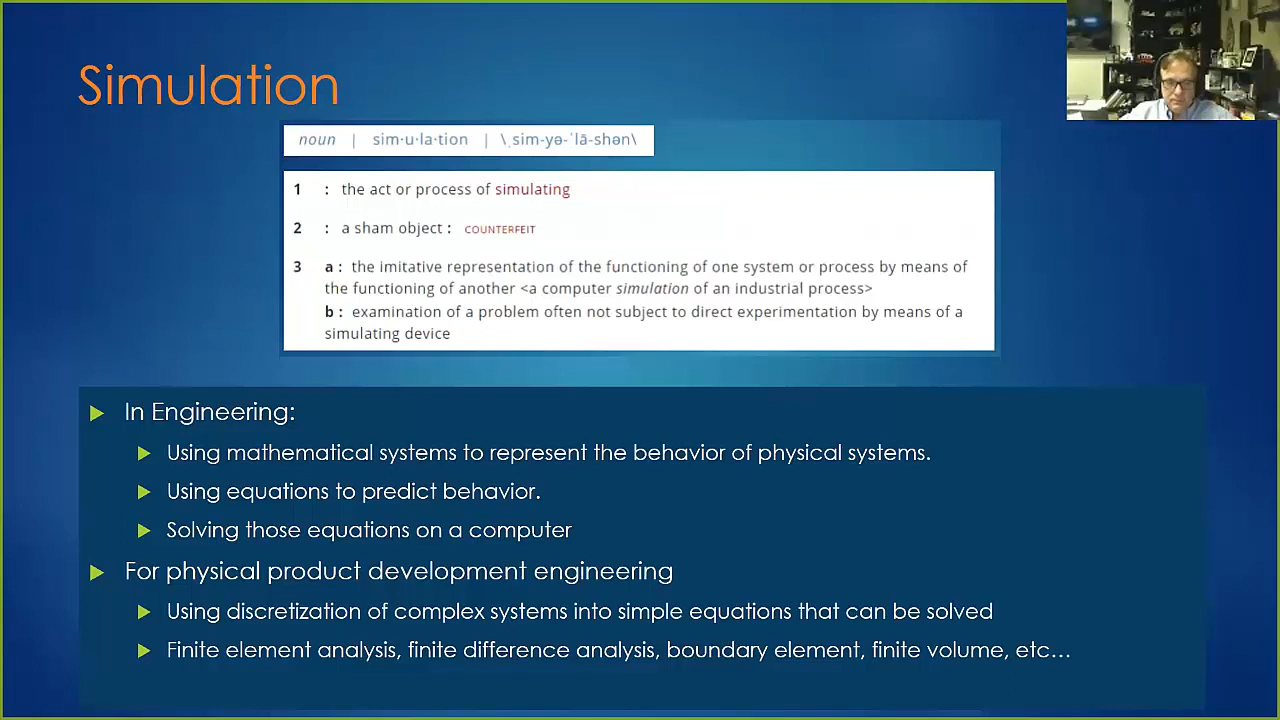 Simulation
noun | sim·u·la·tion | \ˌsim-yə-ˈlā-shən\
1 : the act or process of simulating
2 : a sham object : COUNTERFEIT
3 a : the imitative representation of the functioning of one system or process by means of
the functioning of another <a computer simulation of an industrial process>
b : examination of a problem often not subject to direct experimentation by means of a
simulating device
In Engineering:
Using mathematical systems to represent the behavior of physical systems.
Using equations to predict behavior.
Solving those equations on a computer
For physical product development engineering
Using discretization of complex systems into simple equations that can be solved
Finite element analysis, finite difference analysis, boundary element, finite volume, etc…